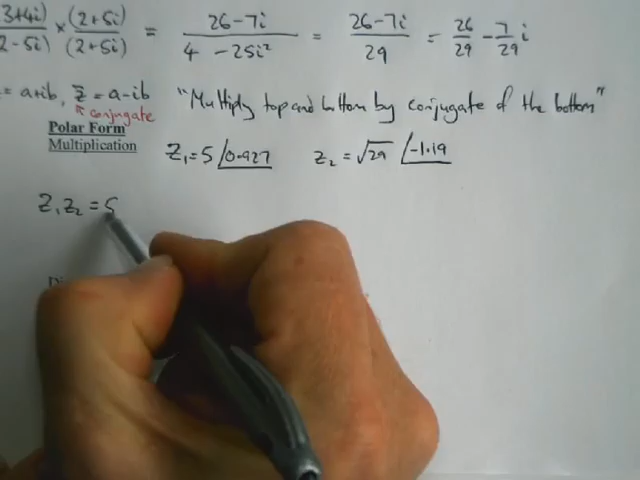 3+4i)/2-5i) × (2+5i)/(2+5i) = 26-7i/4-25i² = 26-7i/29 = 26/29 - 7/29 i
= a+ib, z̄ = a-ib "Multiply top and bottom by conjugate of the bottom"
conjugate
Polar Form
Multiplication Z₁ = 5∠0.927 z₂ = √29 ∠-1.19
Z₁Z₂ = 5